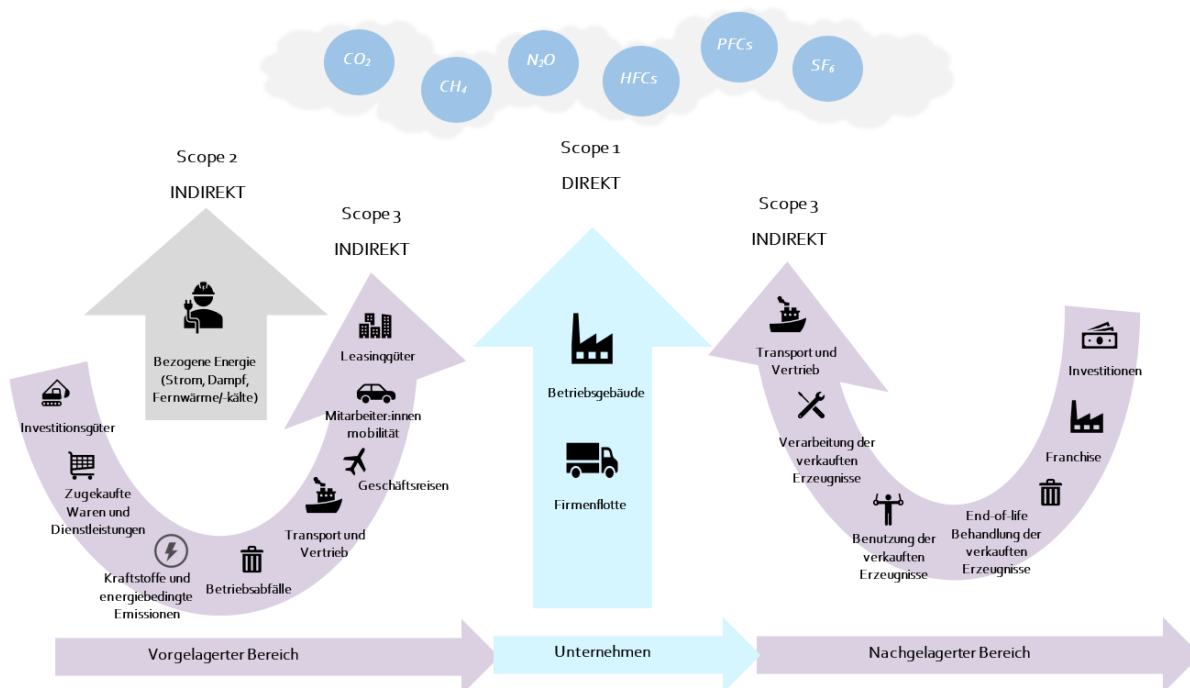 CO₂
CH₄
N₂O
HFCs
PFCs
SF₆
Scope 2
INDIREKT
Bezogene Energie
(Strom, Dampf,
Fernwärme/-kälte)
Scope 3
INDIREKT
Investitionsgüter
Zugekaufte
Waren und
Dienstleistungen
Kraftstoffe und
energiebedingte
Emissionen
Betriebsabfälle
Transport und
Vertrieb
Geschäftsreisen
Mitarbeiter:innen
mobilität
Leasinggüter
Scope 1
DIREKT
Betriebsgebäude
Firmenflotte
Scope 3
INDIREKT
Transport und
Vertrieb
Verarbeitung der
verkauften
Erzeugnisse
Benutzung der
verkauften
Erzeugnisse
End-of-life
Behandlung der
verkauften
Erzeugnisse
Franchise
Investitionen
Vorgelagerter Bereich
Unternehmen
Nachgelagerter Bereich